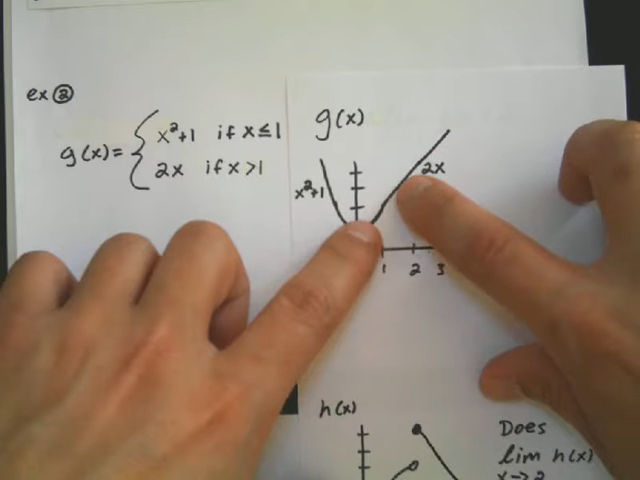 ex ②
g(x) = { x²+1 if x ≤ 1
2x if x > 1
g(x)
2x
x²+1
1 2 3
h(x)
Does
lim h(x)
x→2